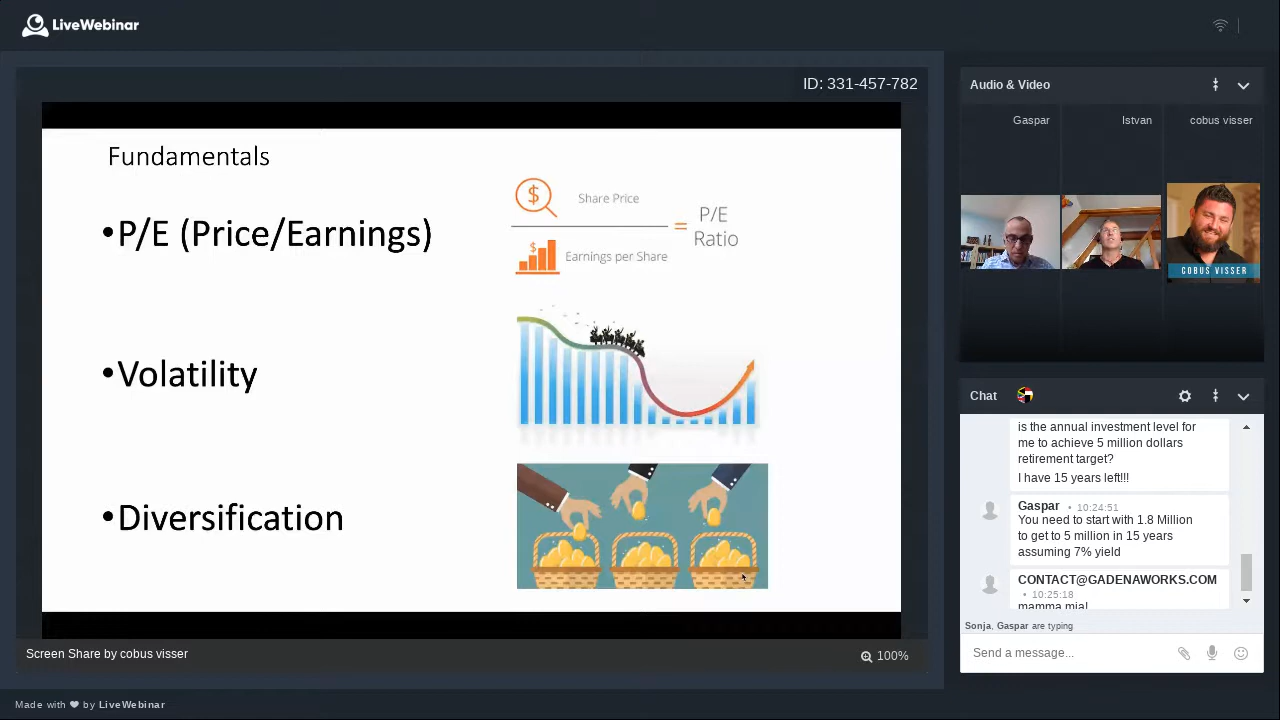 LiveWebinar
ID: 331-457-782
Fundamentals
•P/E (Price/Earnings)
$
Share Price
$
Earnings per Share
=
P/E
Ratio
•Volatility
•Diversification
Screen Share by cobus visser
100%
Audio & Video
Gaspar
Istvan
cobus visser
COBUS VISSER
Chat
is the annual investment level for
me to achieve 5 million dollars
retirement target?
I have 15 years left!!!
Gaspar • 10:24:51
You need to start with 1.8 Million
to get to 5 million in 15 years
assuming 7% yield
CONTACT@GADENAWORKS.COM
• 10:25:18
mamma mia!
Sonja, Gaspar are typing
Send a message...
Made with ❤ by LiveWebinar